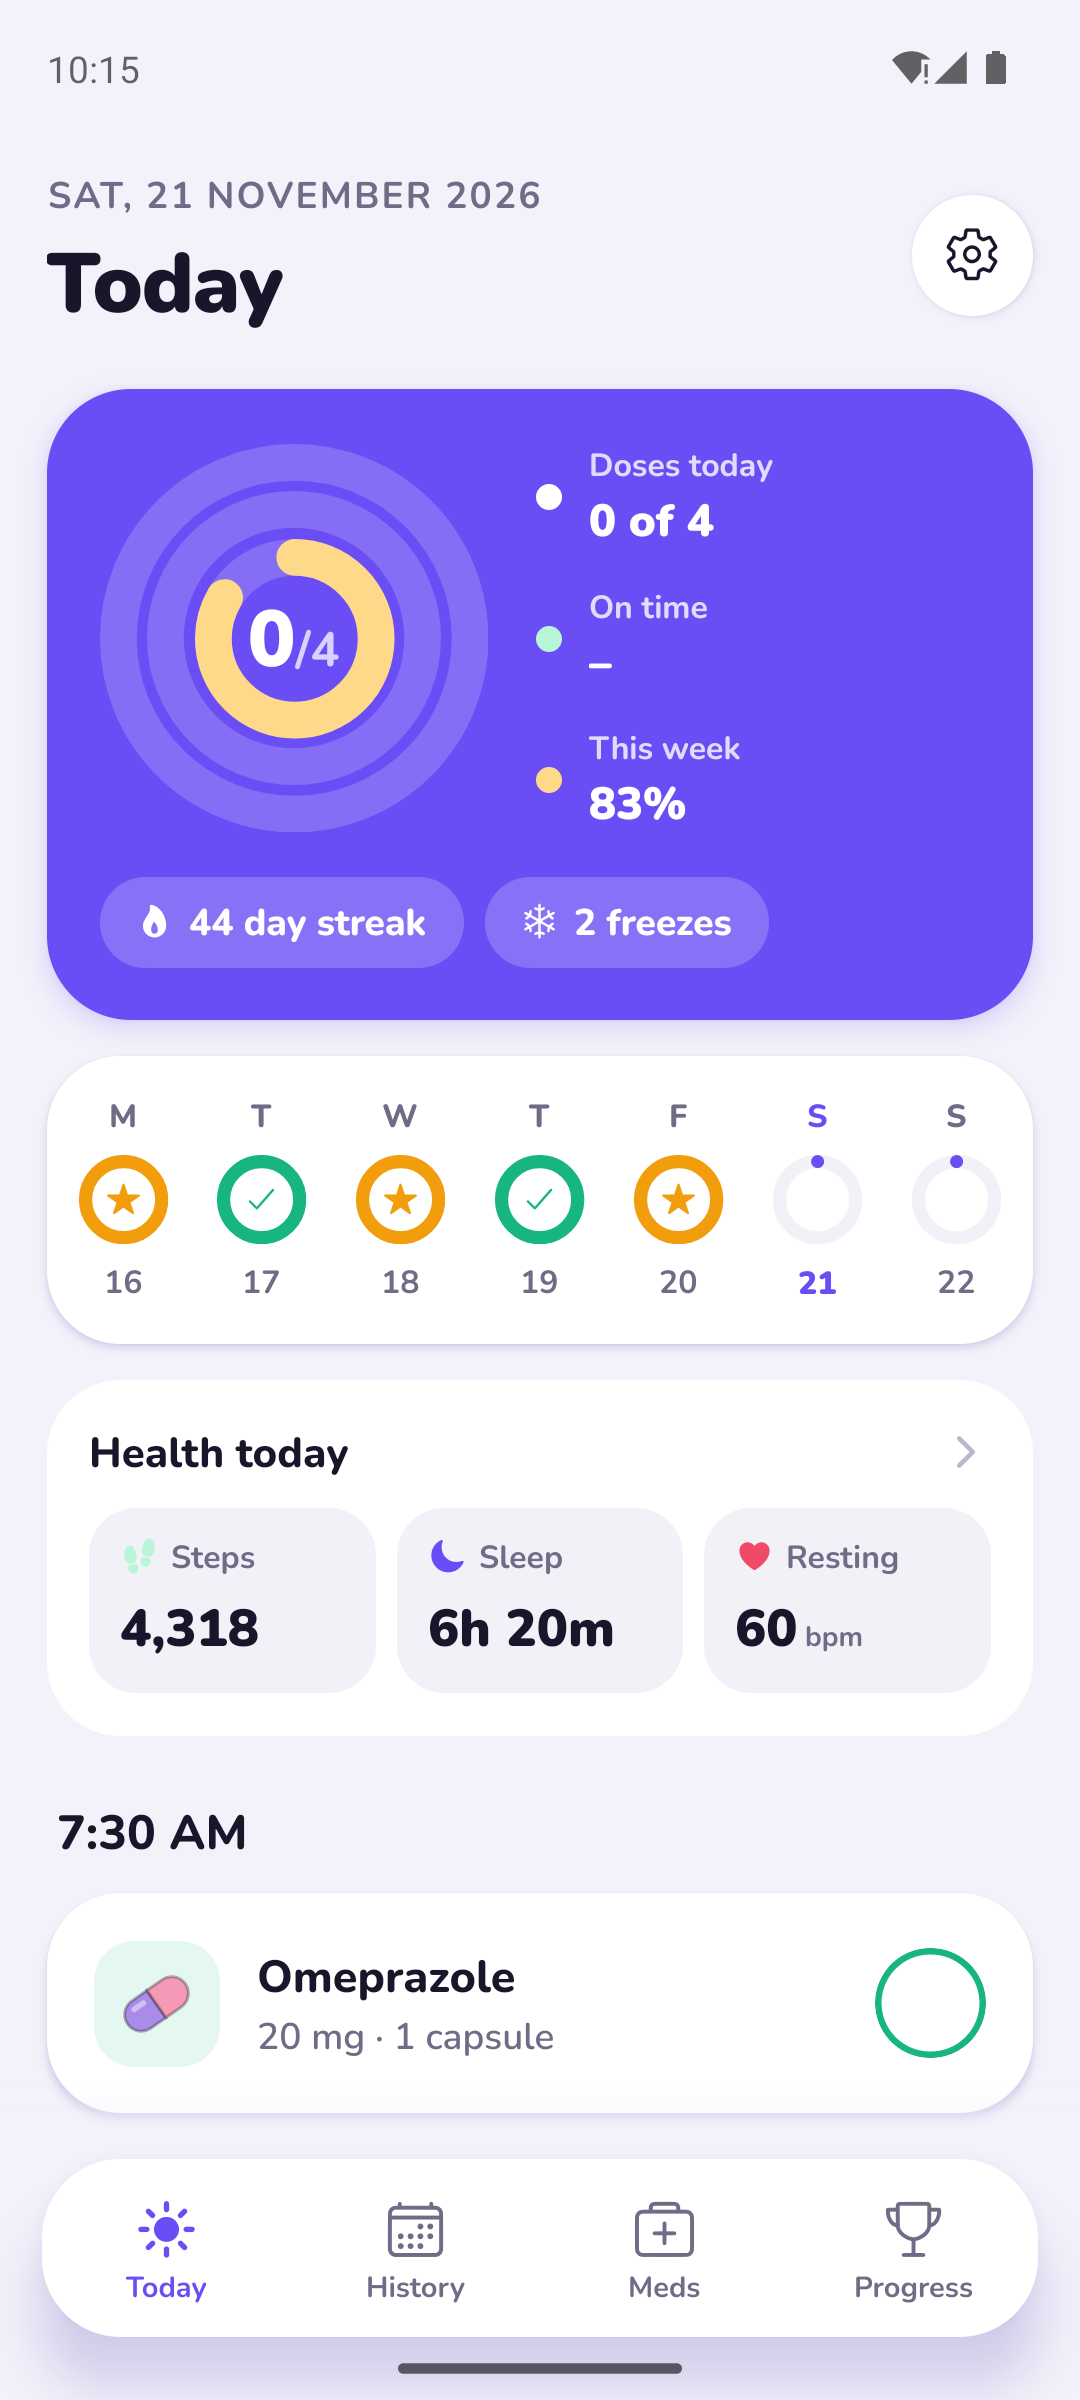 10:15
SAT, 21 NOVEMBER 2026
Today
0/4
Doses today
0 of 4
On time
–
This week
83%
44 day streak
2 freezes
M T W T F S S
16 17 18 19 20 21 22
Health today
Steps
4,318
Sleep
6h 20m
Resting
60 bpm
7:30 AM
Omeprazole
20 mg · 1 capsule
Today
History
Meds
Progress